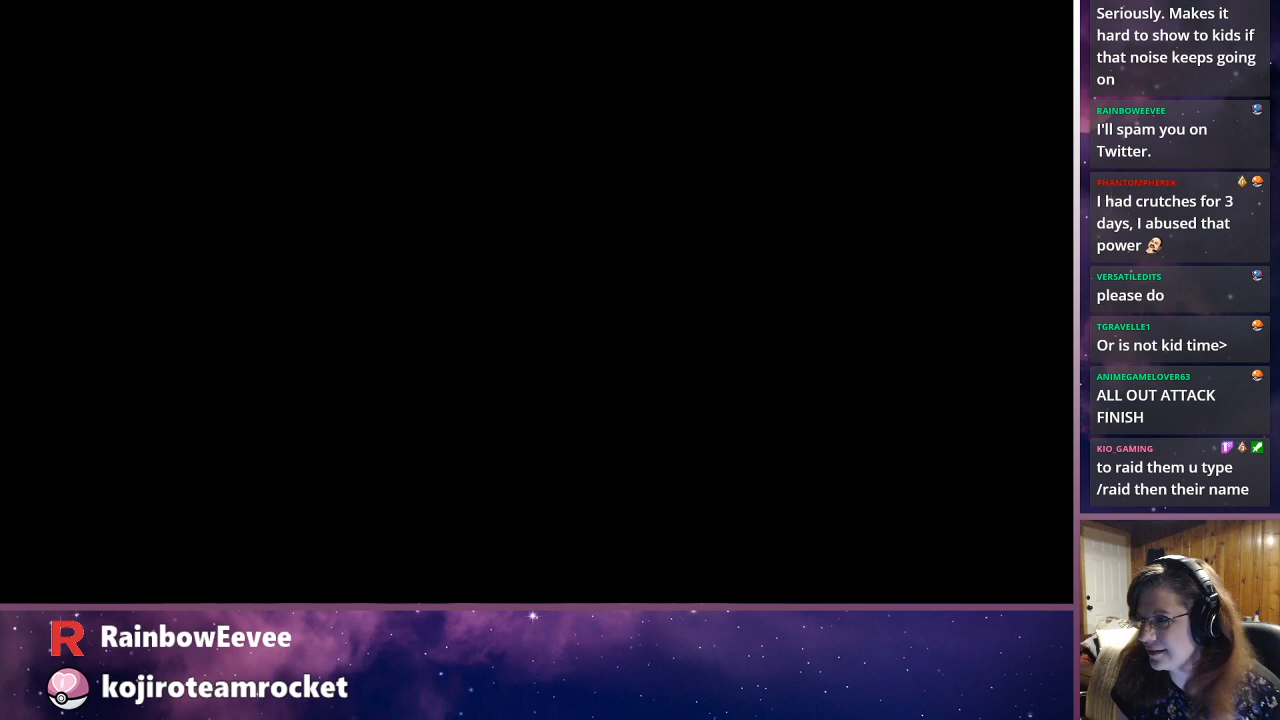 Seriously. Makes it
hard to show to kids if
that noise keeps going
on
RAINBOWEEVEE
I'll spam you on
Twitter.
PHANTOMPHEREK
I had crutches for 3
days, I abused that
power
VERSATILEDITS
please do
TGRAVELLE1
Or is not kid time>
ANIMEGAMELOVER63
ALL OUT ATTACK
FINISH
KIO_GAMING
to raid them u type
/raid then their name
R RainbowEevee
kojiroteamrocket